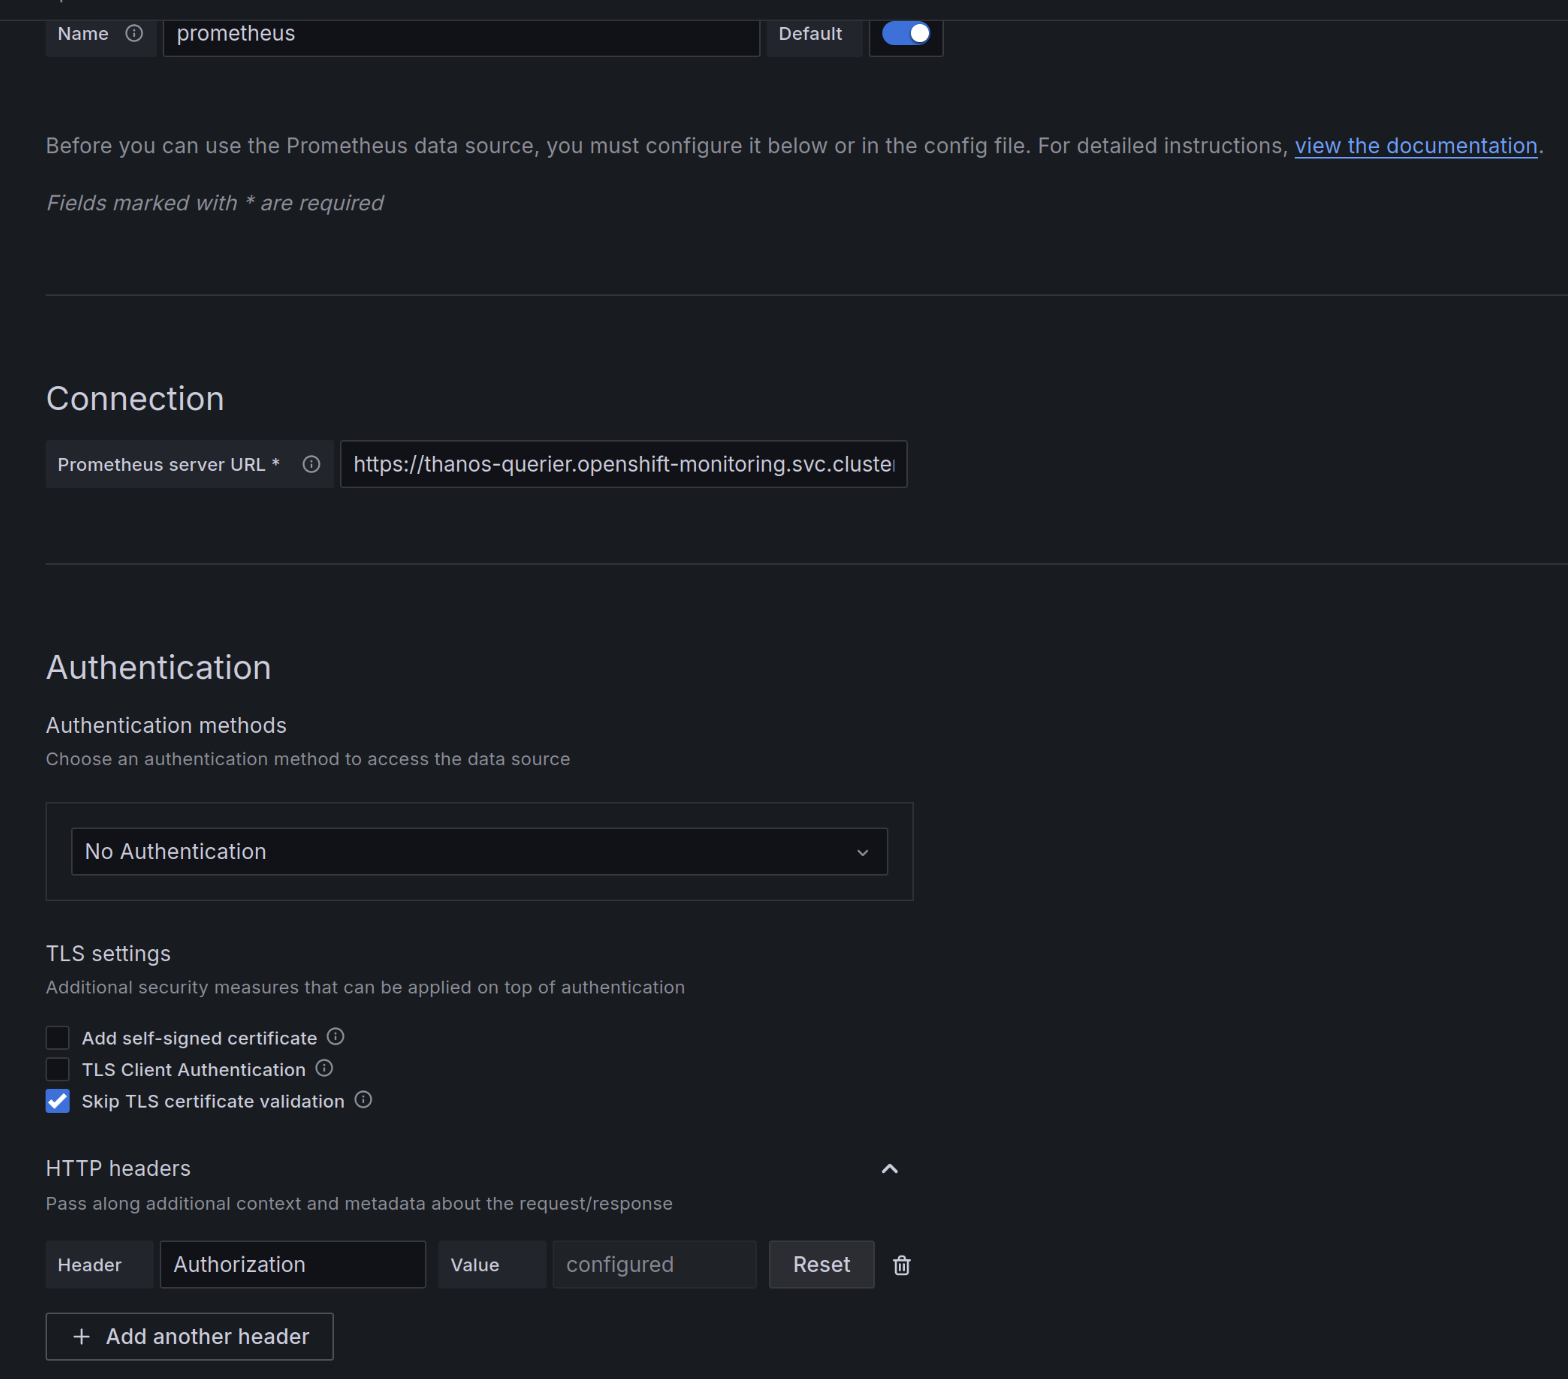 Name prometheus Default
Before you can use the Prometheus data source, you must configure it below or in the config file. For detailed instructions, view the documentation.
Fields marked with * are required
Connection
Prometheus server URL * https://thanos-querier.openshift-monitoring.svc.cluster
Authentication
Authentication methods
Choose an authentication method to access the data source
No Authentication
TLS settings
Additional security measures that can be applied on top of authentication
Add self-signed certificate
TLS Client Authentication
Skip TLS certificate validation
HTTP headers
Pass along additional context and metadata about the request/response
Header Authorization Value configured Reset
+ Add another header